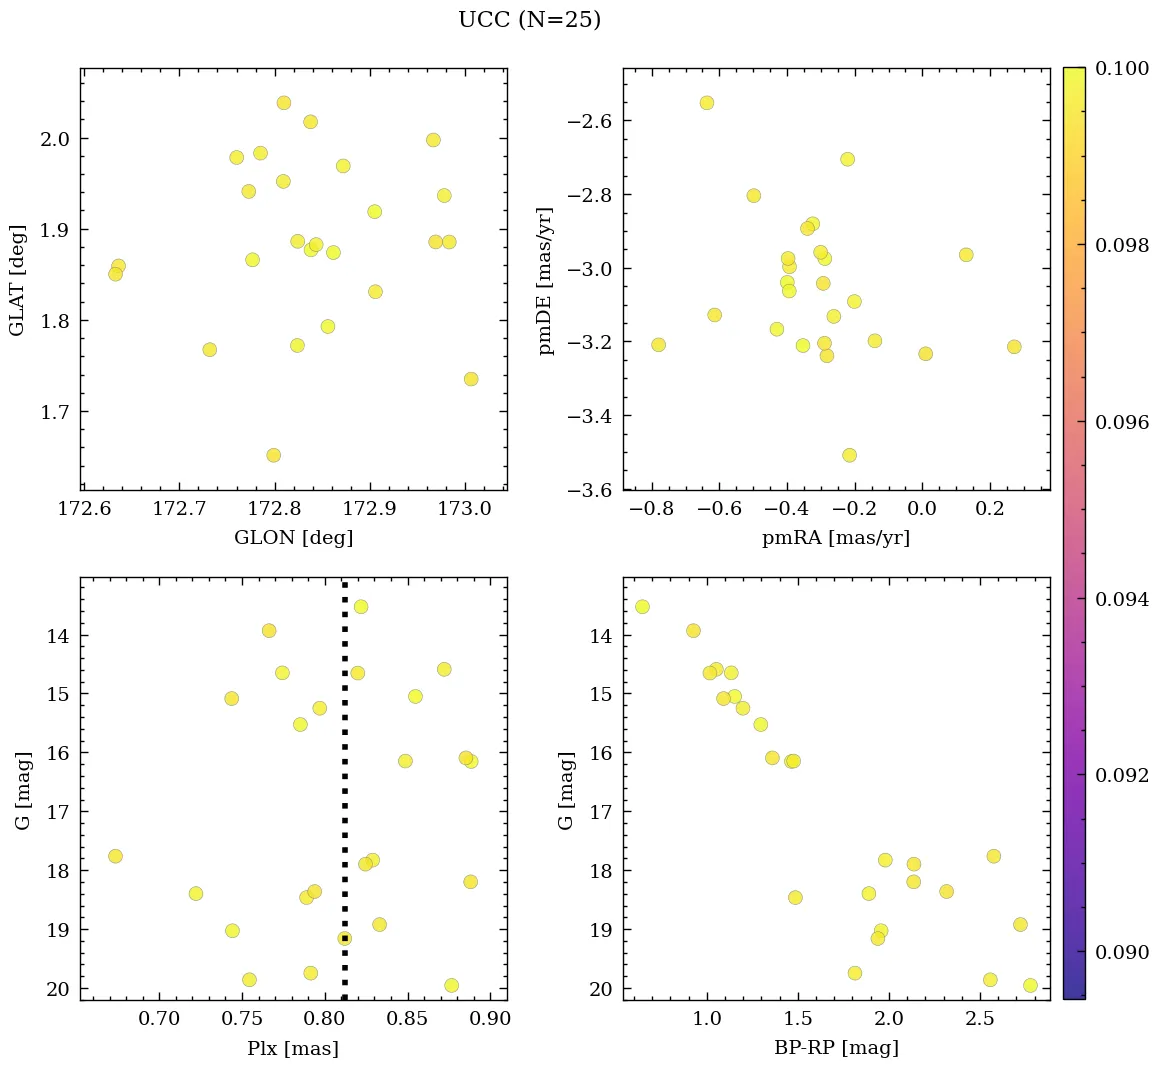 UCC (N=25)
2.0
1.9
1.8
1.7
GLAT [deg]
172.6 172.7 172.8 172.9 173.0
GLON [deg]
−2.6
−2.8
−3.0
−3.2
−3.4
−3.6
pmDE [mas/yr]
−0.8 −0.6 −0.4 −0.2 0.0 0.2
pmRA [mas/yr]
14
15
16
17
18
19
20
G [mag]
0.70 0.75 0.80 0.85 0.90
Plx [mas]
14
15
16
17
18
19
20
G [mag]
1.0 1.5 2.0 2.5
BP-RP [mag]
0.100
0.098
0.096
0.094
0.092
0.090